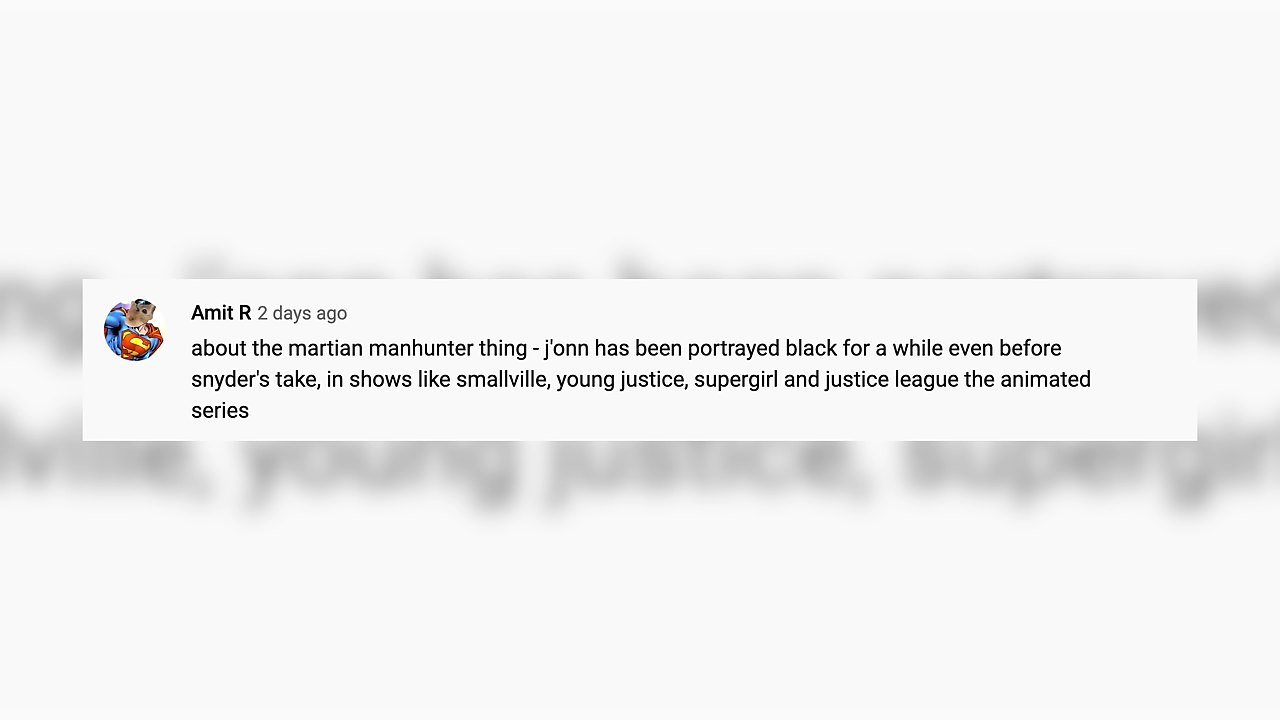 Amit R 2 days ago
about the martian manhunter thing - j'onn has been portrayed black for a while even before
snyder's take, in shows like smallville, young justice, supergirl and justice league the animated
series